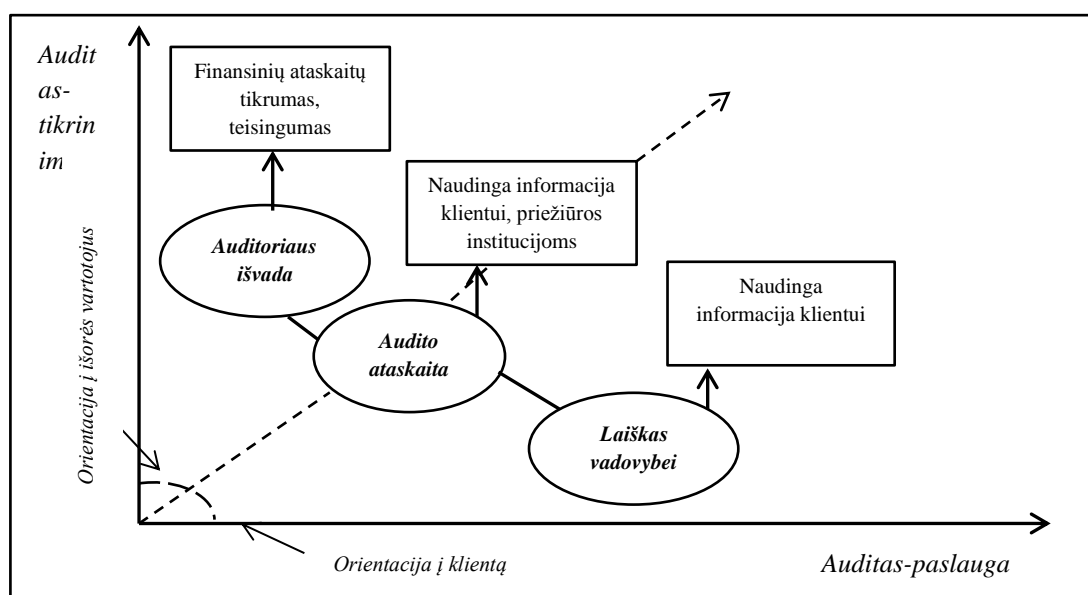 Audit
as-
tikrin
im
Finansinių ataskaitų
tikrumas,
teisingumas
Naudinga informacija
klientui, priežiūros
institucijoms
Auditoriaus
išvada
Naudinga
informacija klientui
Audito
ataskaita
Laiškas
vadovybei
Orientacija į išorės vartotojus
Orientacija į klientą
Auditas-paslauga